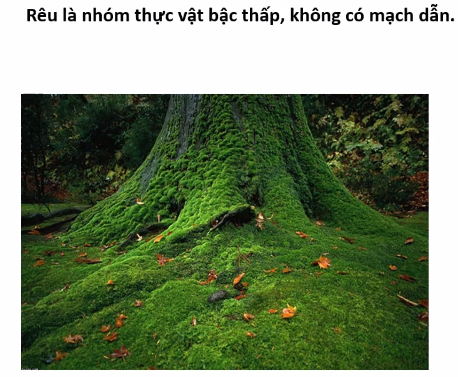 Rêu là nhóm thực vật bậc thấp, không có mạch dẫn.